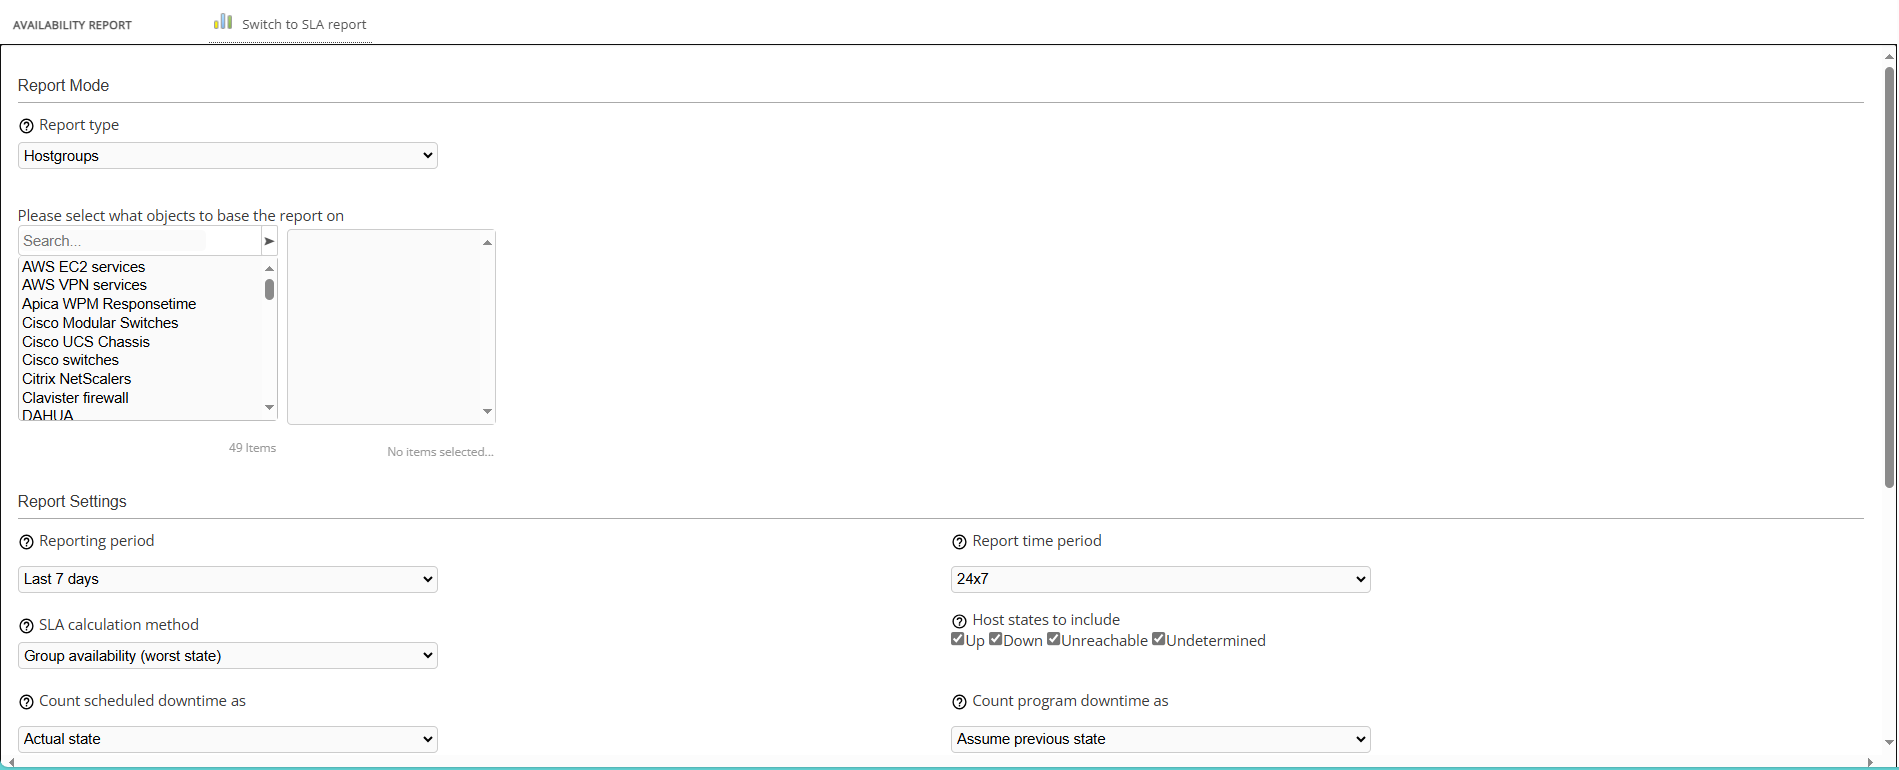 AVAILABILITY REPORT
Switch to SLA report
Report Mode
Report type
Hostgroups
Please select what objects to base the report on
Search...
AWS EC2 services
AWS VPN services
Apica WPM Responsetime
Cisco Modular Switches
Cisco UCS Chassis
Cisco switches
Citrix NetScalers
Clavister firewall
DAHUA
49 Items
No items selected...
Report Settings
Reporting period
Report time period
Last 7 days
24x7
SLA calculation method
Host states to include
Up Down Unreachable Undetermined
Group availability (worst state)
Count scheduled downtime as
Count program downtime as
Actual state
Assume previous state